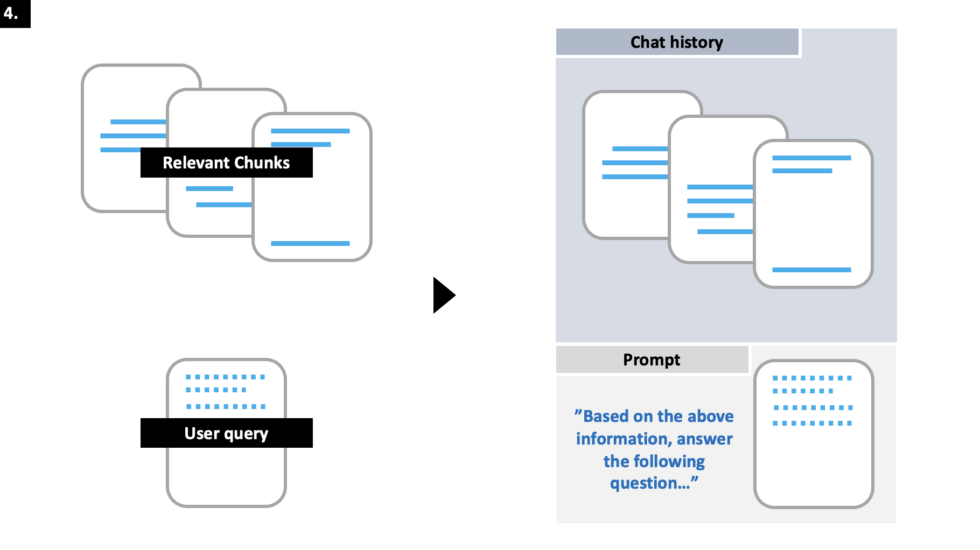 4.
Relevant Chunks
User query
Chat history
Prompt
”Based on the above
information, answer
the following
question…”